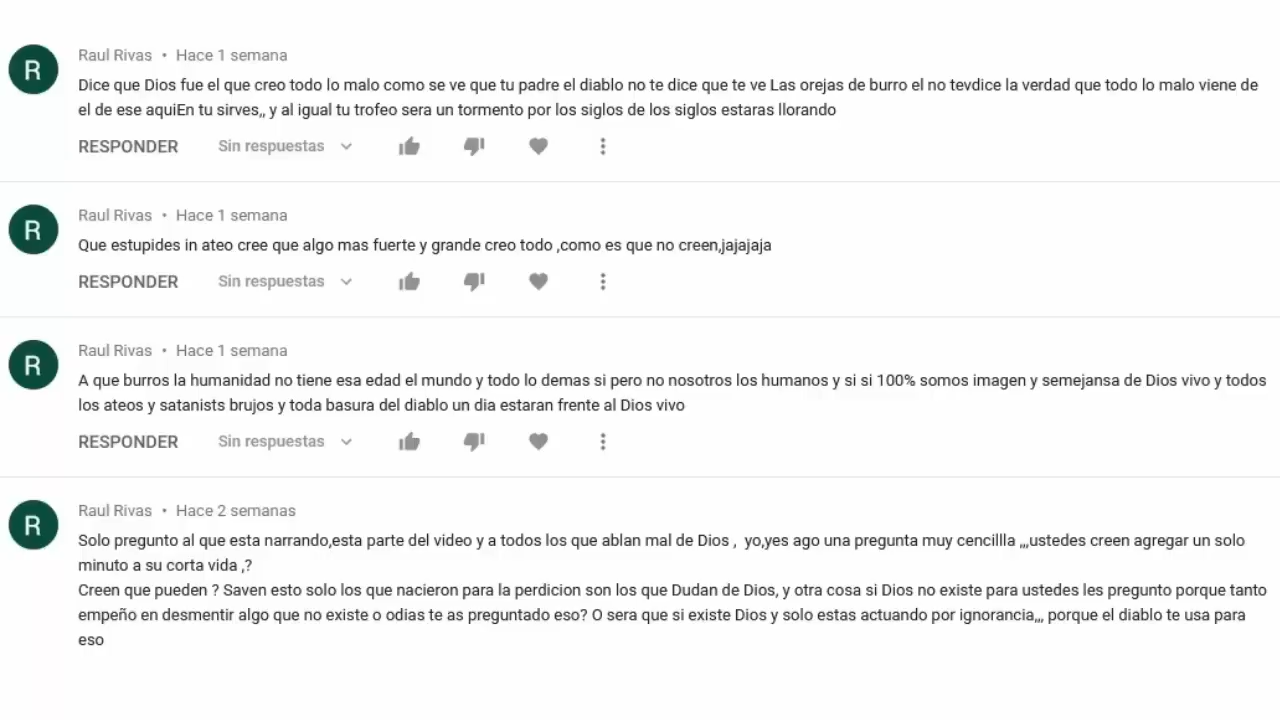 R
Raul Rivas • Hace 1 semana
Dice que Dios fue el que creo todo lo malo como se ve que tu padre el diablo no te dice que te ve Las orejas de burro el no tevdice la verdad que todo lo malo viene de
el de ese aquiEn tu sirves,, y al igual tu trofeo sera un tormento por los siglos de los siglos estaras llorando
RESPONDER Sin respuestas
R
Raul Rivas • Hace 1 semana
Que estupides in ateo cree que algo mas fuerte y grande creo todo ,como es que no creen,jajajaja
RESPONDER Sin respuestas
R
Raul Rivas • Hace 1 semana
A que burros la humanidad no tiene esa edad el mundo y todo lo demas si pero no nosotros los humanos y si si 100% somos imagen y semejansa de Dios vivo y todos
los ateos y satanists brujos y toda basura del diablo un dia estaran frente al Dios vivo
RESPONDER Sin respuestas
R
Raul Rivas • Hace 2 semanas
Solo pregunto al que esta narrando,esta parte del video y a todos los que ablan mal de Dios , yo,yes ago una pregunta muy cencillla ,,,ustedes creen agregar un solo
minuto a su corta vida ,?
Creen que pueden ? Saven esto solo los que nacieron para la perdicion son los que Dudan de Dios, y otra cosa si Dios no existe para ustedes les pregunto porque tanto
empeño en desmentir algo que no existe o odias te as preguntado eso? O sera que si existe Dios y solo estas actuando por ignorancia,,, porque el diablo te usa para
eso